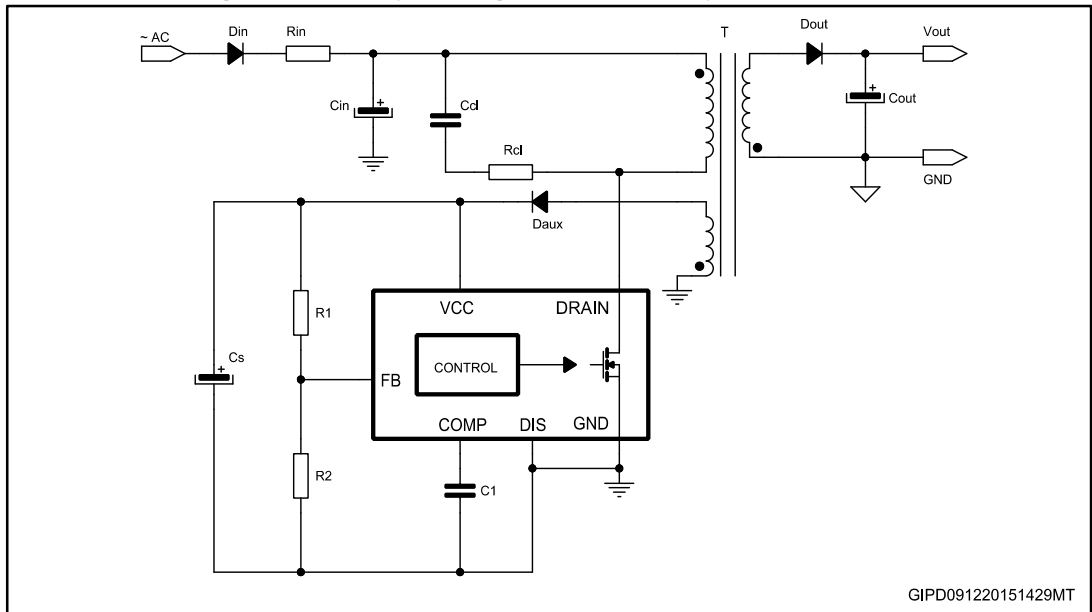 ~ AC
Din
Rin
T
Dout
Vout
Cin
+
Ccl
+
Cout
Rcl
GND
Daux
VCC
DRAIN
R1
Cs
+
CONTROL
FB
COMP
DIS
GND
R2
C1
GIPD091220151429MT